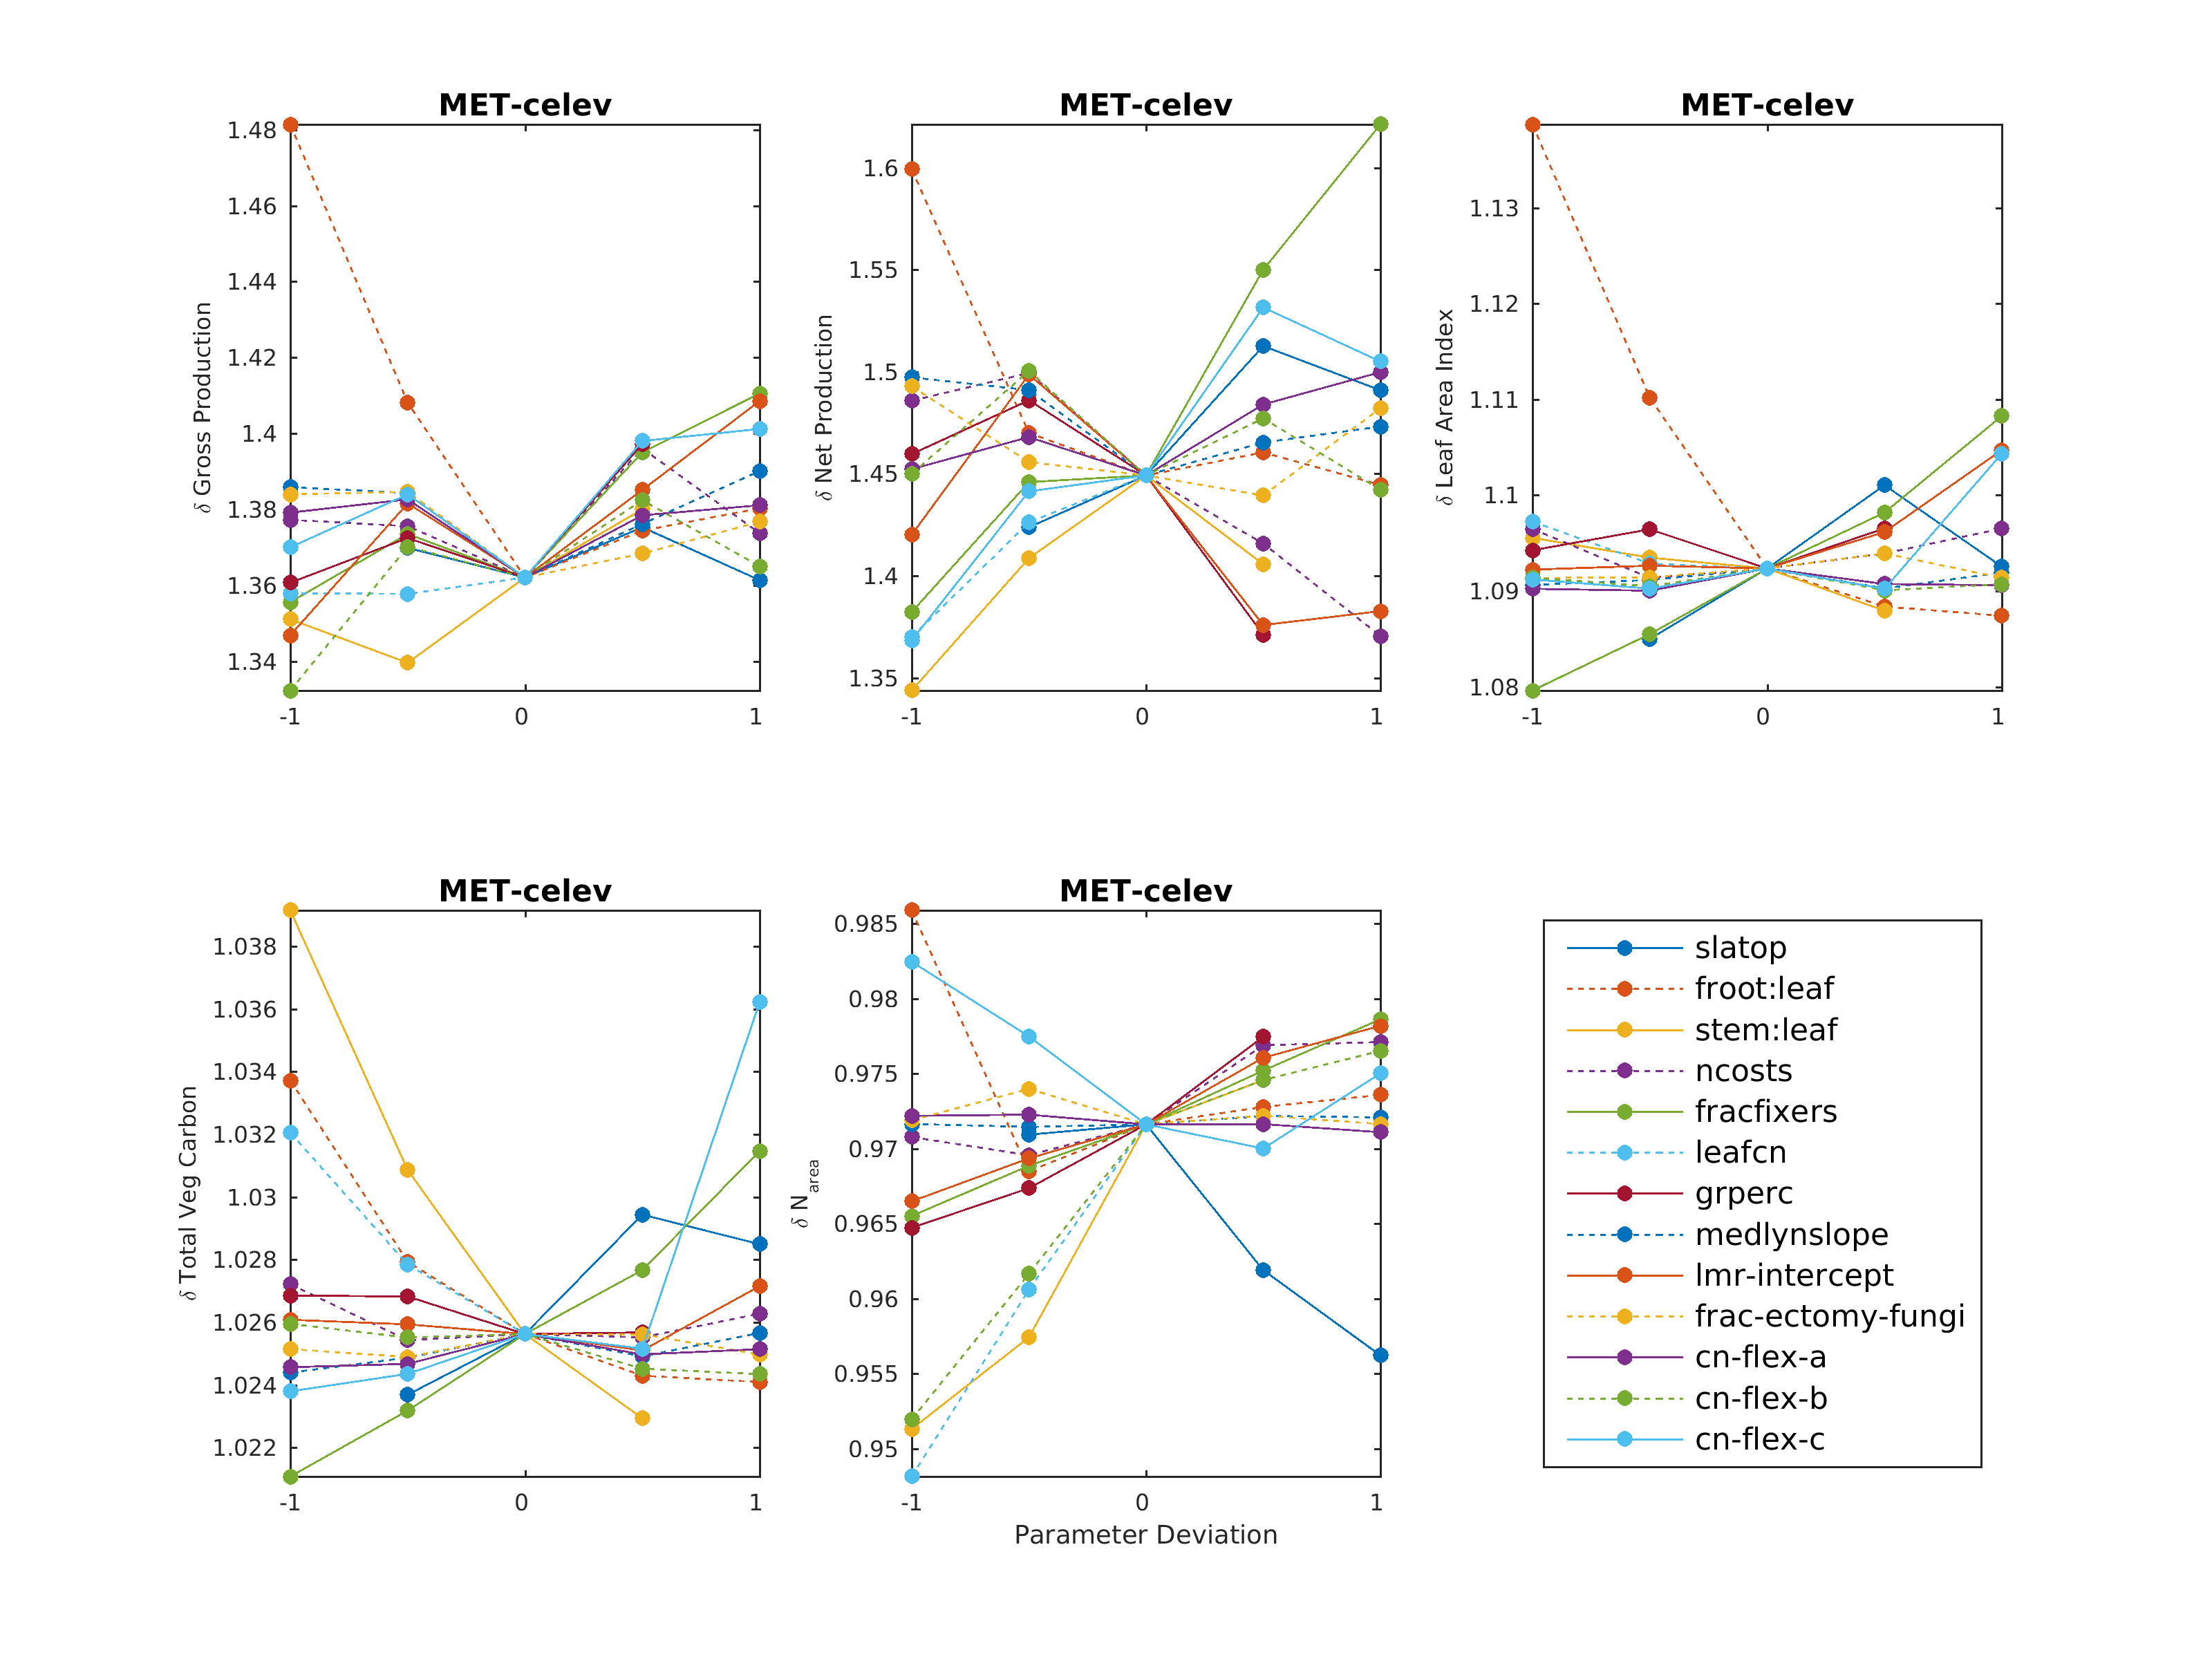 MET-celev
1.48
1.46
1.44
1.42
1.4
1.38
1.36
1.34
δ Gross Production
-1 0 1
MET-celev
1.6
1.55
1.5
1.45
1.4
1.35
δ Net Production
-1 0 1
MET-celev
1.13
1.12
1.11
1.1
1.09
1.08
δ Leaf Area Index
-1 0 1
MET-celev
1.038
1.036
1.034
1.032
1.03
1.028
1.026
1.024
1.022
δ Total Veg Carbon
-1 0 1
MET-celev
0.985
0.98
0.975
0.97
0.965
0.96
0.955
0.95
δ N area
-1 0 1
Parameter Deviation
slatop
froot:leaf
stem:leaf
ncosts
fracfixers
leafcn
grperc
medlynslope
lmr-intercept
frac-ectomy-fungi
cn-flex-a
cn-flex-b
cn-flex-c